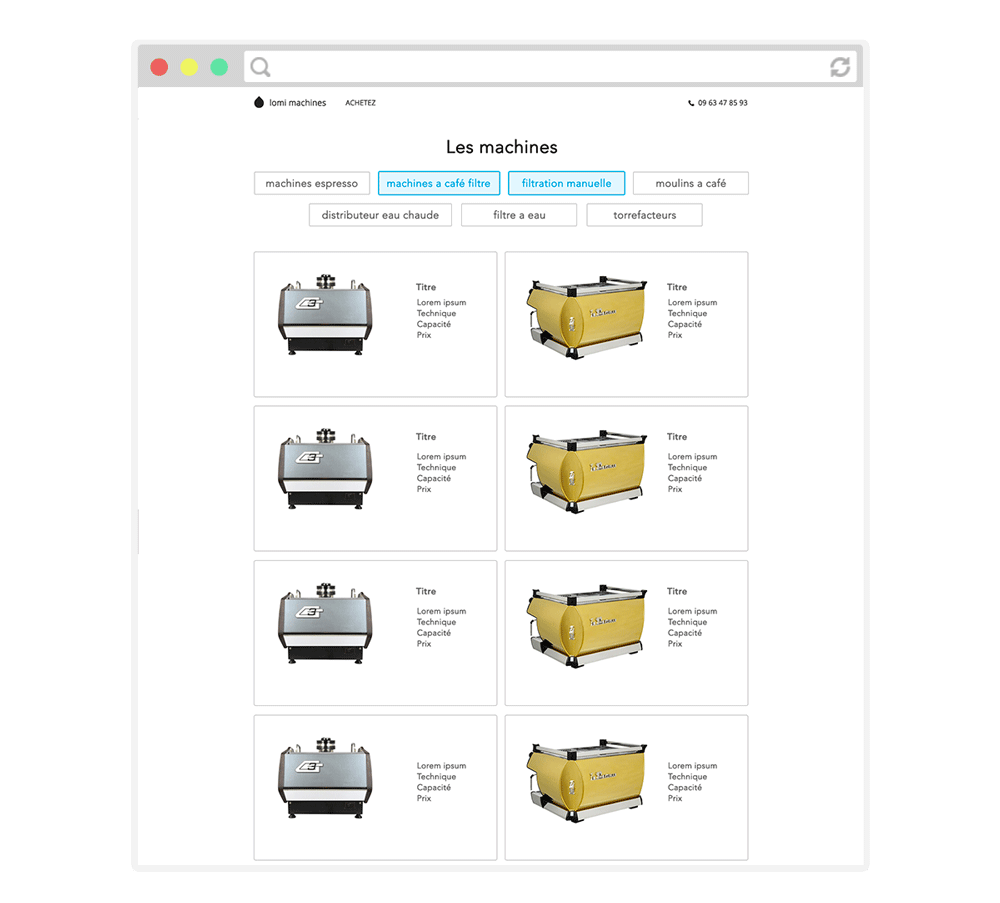 lomi machines ACHETEZ 09 63 47 85 93
Les machines
machines espresso machines a café filtre filtration manuelle moulins a café
distributeur eau chaude filtre a eau torrefacteurs
Titre
Lorem ipsum
Technique
Capacité
Prix
Titre
Lorem ipsum
Technique
Capacité
Prix
Titre
Lorem ipsum
Technique
Capacité
Prix
Titre
Lorem ipsum
Technique
Capacité
Prix
Titre
Lorem ipsum
Technique
Capacité
Prix
Titre
Lorem ipsum
Technique
Capacité
Prix
Lorem ipsum
Technique
Capacité
Prix
Lorem ipsum
Technique
Capacité
Prix